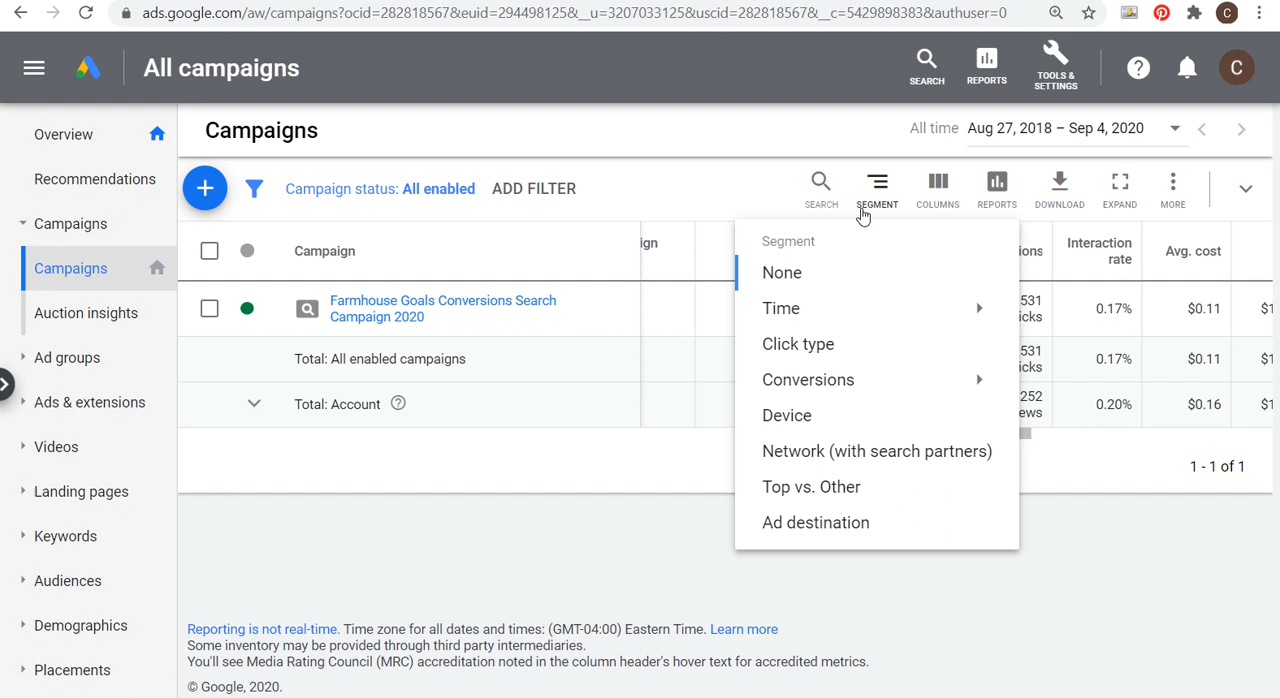 ads.google.com/aw/campaigns?ocid=282818567&euid=294498125&__u=3207033125&uscid=282818567&__c=5429898383&authuser=0
C
All campaigns
SEARCH
REPORTS
TOOLS &
SETTINGS
C
Overview
Recommendations
Campaigns
Campaigns
Auction insights
Ad groups
Ads & extensions
Videos
Landing pages
Keywords
Audiences
Demographics
Placements
Campaigns
All time Aug 27, 2018 – Sep 4, 2020
Campaign status: All enabled ADD FILTER
SEARCH
SEGMENT
COLUMNS
REPORTS
DOWNLOAD
EXPAND
MORE
Campaign
ign
ions
Interaction
rate
Avg. cost
Farmhouse Goals Conversions Search
Campaign 2020
531
icks
0.17%
$0.11
$1
Total: All enabled campaigns
531
icks
0.17%
$0.11
$1
Total: Account
252
ews
0.20%
$0.16
$1
1 - 1 of 1
Segment
None
Time
Click type
Conversions
Device
Network (with search partners)
Top vs. Other
Ad destination
Reporting is not real-time. Time zone for all dates and times: (GMT-04:00) Eastern Time. Learn more
Some inventory may be provided through third party intermediaries.
You'll see Media Rating Council (MRC) accreditation noted in the column header's hover text for accredited metrics.
© Google, 2020.